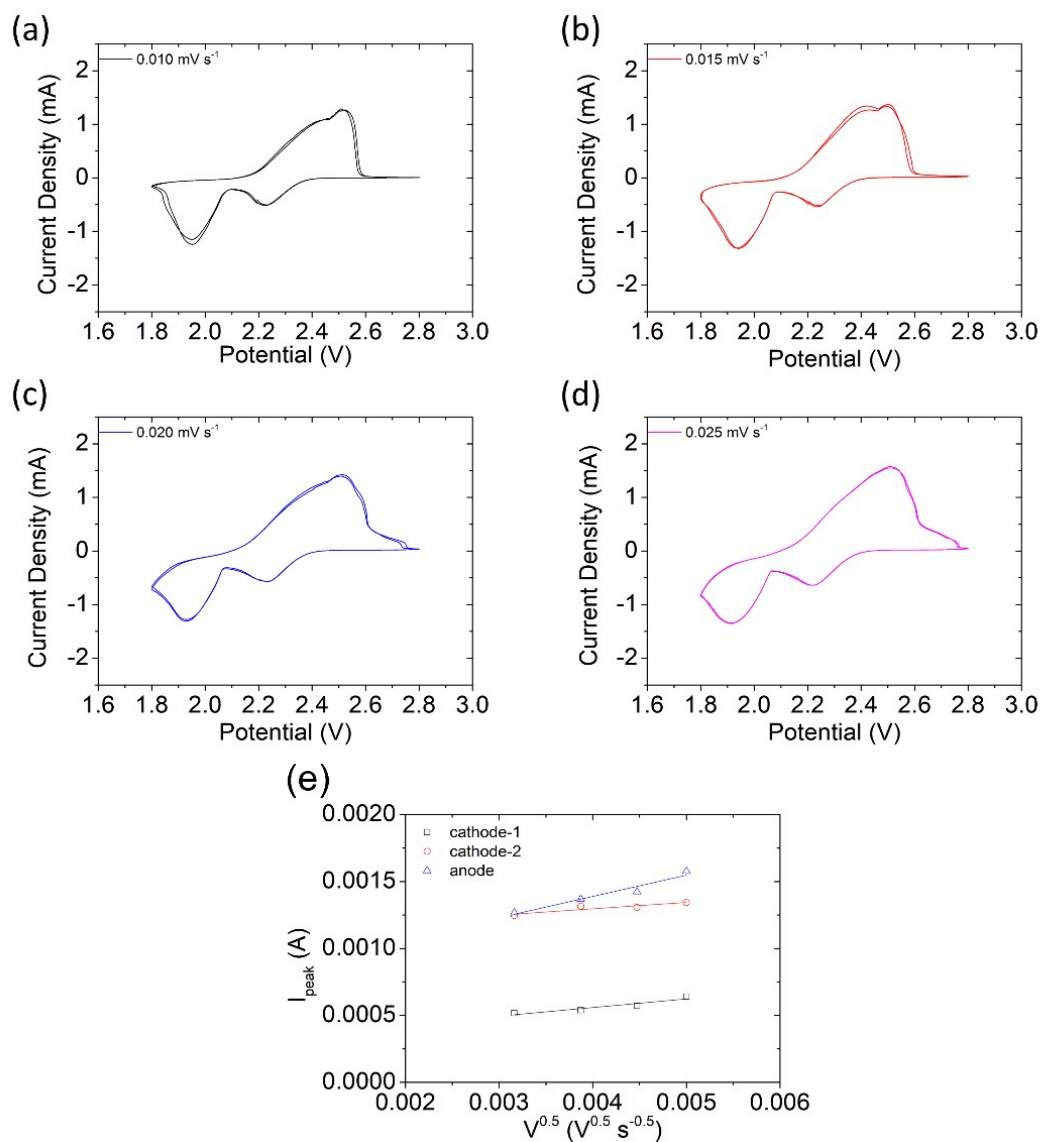 (a)
0.010 mV s⁻¹
Current Density (mA)
2
1
0
-1
-2
1.6 1.8 2.0 2.2 2.4 2.6 2.8 3.0
Potential (V)
(b)
0.015 mV s⁻¹
Current Density (mA)
2
1
0
-1
-2
1.6 1.8 2.0 2.2 2.4 2.6 2.8 3.0
Potential (V)
(c)
0.020 mV s⁻¹
Current Density (mA)
2
1
0
-1
-2
1.6 1.8 2.0 2.2 2.4 2.6 2.8 3.0
Potential (V)
(d)
0.025 mV s⁻¹
Current Density (mA)
2
1
0
-1
-2
1.6 1.8 2.0 2.2 2.4 2.6 2.8 3.0
Potential (V)
(e)
cathode-1
cathode-2
anode
I_peak (A)
0.0020
0.0015
0.0010
0.0005
0.0000
0.002 0.003 0.004 0.005 0.006
V^0.5 (V^0.5 s^-0.5)